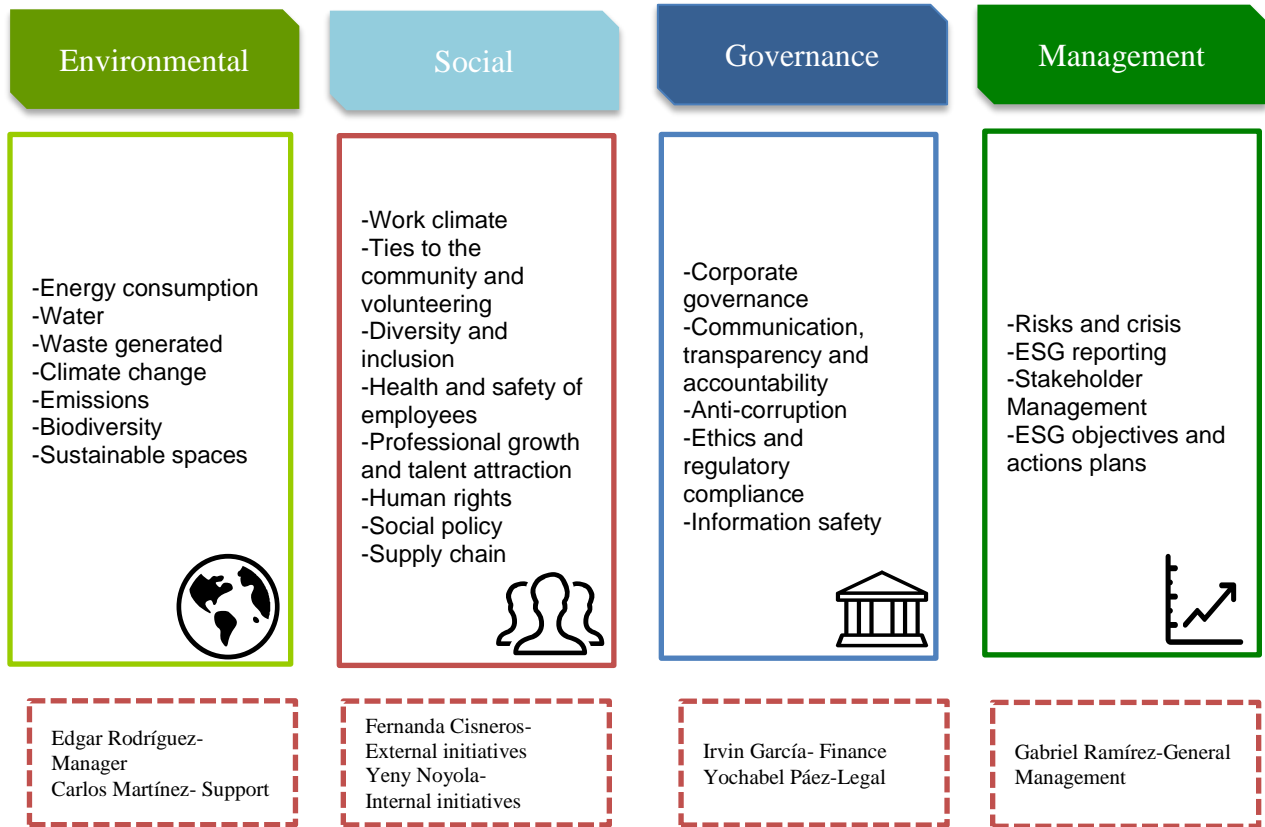 Environmental
Social
Governance
Management
-Energy consumption
-Water
-Waste generated
-Climate change
-Emissions
-Biodiversity
-Sustainable spaces
-Work climate
-Ties to the
community and
volunteering
-Diversity and
inclusion
-Health and safety of
employees
-Professional growth
and talent attraction
-Human rights
-Social policy
-Supply chain
-Corporate
governance
-Communication,
transparency and
accountability
-Anti-corruption
-Ethics and
regulatory
compliance
-Information safety
-Risks and crisis
-ESG reporting
-Stakeholder
Management
-ESG objectives and
actions plans
Edgar Rodríguez-
Manager
Carlos Martínez- Support
Fernanda Cisneros-
External initiatives
Yeny Noyola-
Internal initiatives
Irvin García- Finance
Yochabel Páez-Legal
Gabriel Ramírez-General
Management